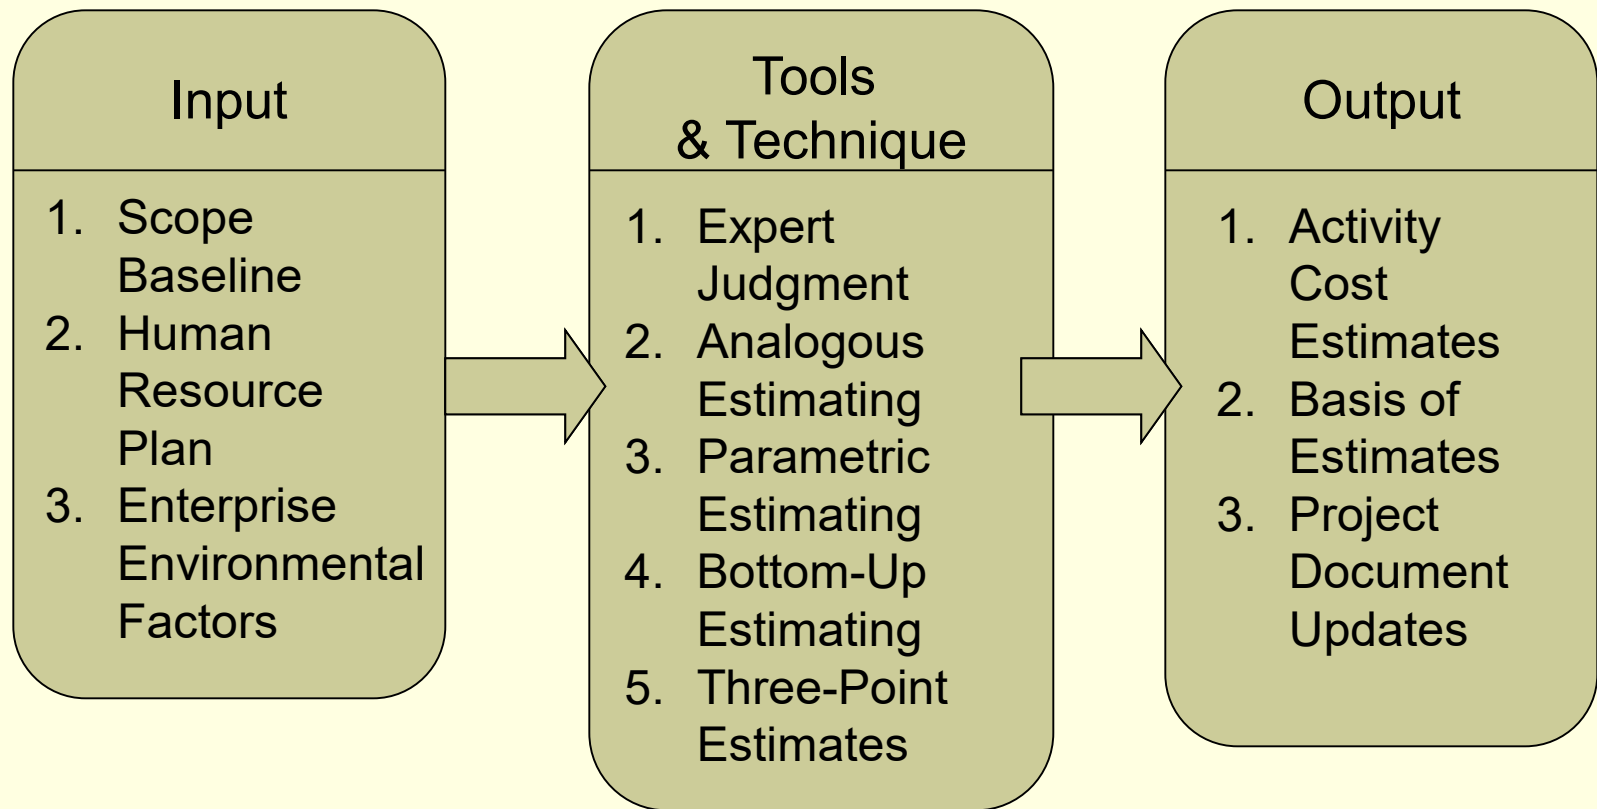 Input
1. Scope
Baseline
2. Human
Resource
Plan
3. Enterprise
Environmental
Factors
Tools
& Technique
1. Expert
Judgment
2. Analogous
Estimating
3. Parametric
Estimating
4. Bottom-Up
Estimating
5. Three-Point
Estimates
Output
1. Activity
Cost
Estimates
2. Basis of
Estimates
3. Project
Document
Updates